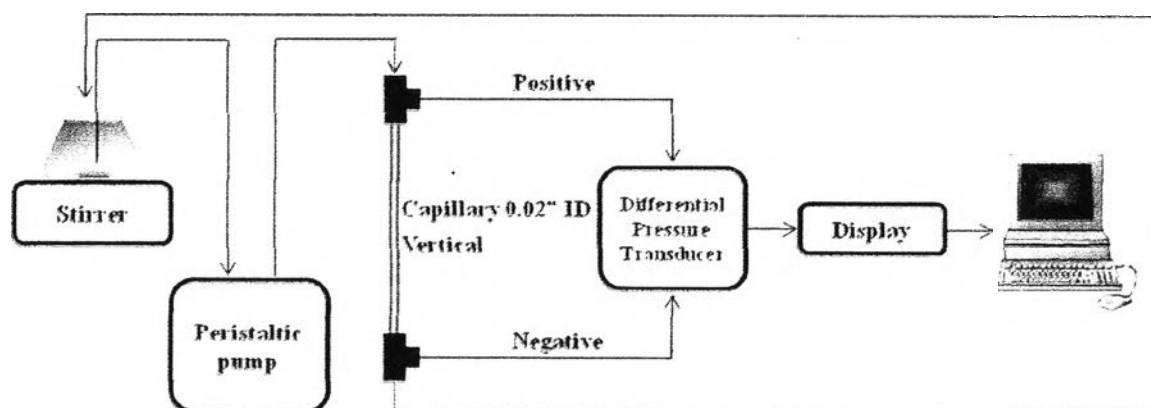 Positive
Stirrer
Capillary 0.02" ID
Vertical
Differential
Pressure
Transducer
Display
Peristaltic
pump
Negative